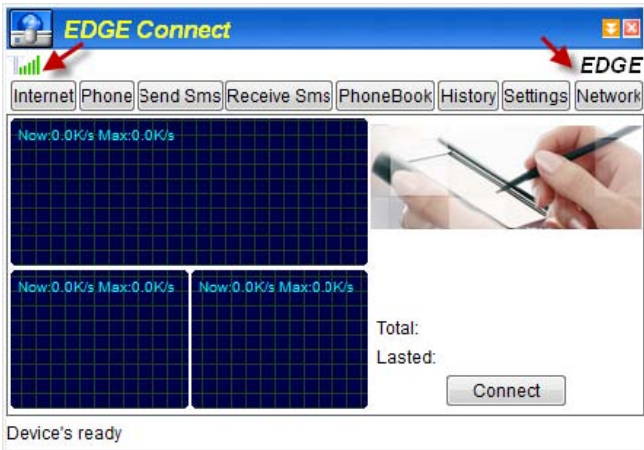 EDGE Connect
EDGE
Internet Phone Send Sms Receive Sms PhoneBook History Settings Network
Now:0.0K/s Max:0.0K/s
Now:0.0K/s Max:0.0K/s Now:0.0K/s Max:0.0K/s
Total:
Lasted:
Connect
Device's ready